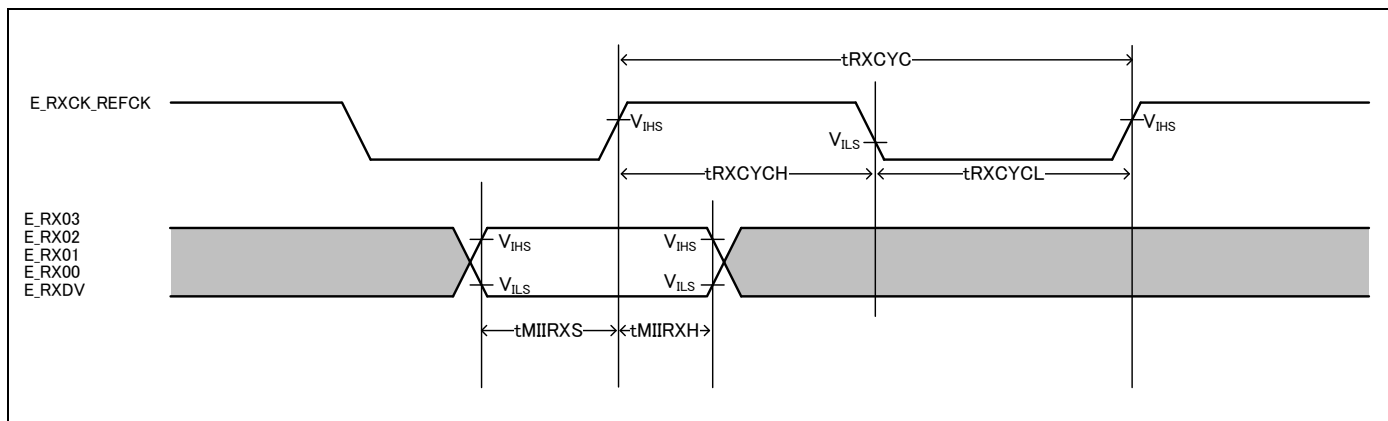 tRXCYC
E_RXCK_REFCK
VIHS
VILS
VIHS
tRXCYCH
tRXCYCL
E_RX03
E_RX02
E_RX01
E_RX00
E_RXDV
VIHS
VIHS
VILS
VILS
tMIIRXS
tMIIRXH